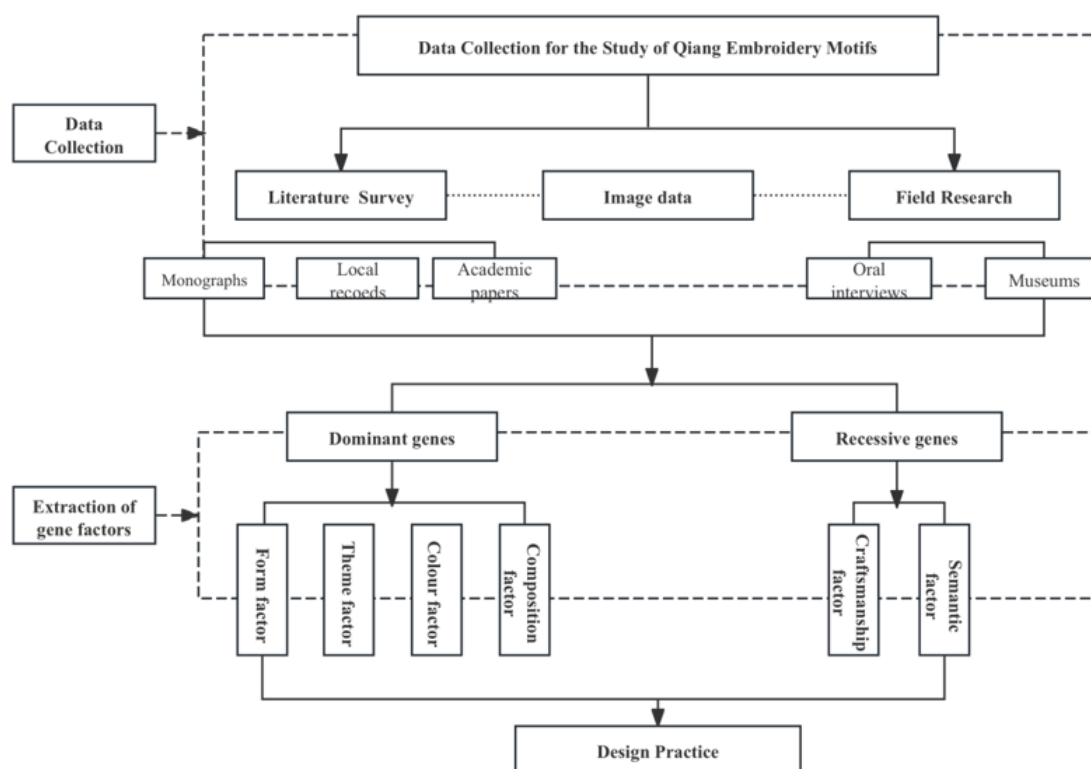 Data Collection for the Study of Qiang Embroidery Motifs
Data
Collection
Literature Survey
Image data
Field Research
Monographs
Local
recoeds
Academic
papers
Oral
interviews
Museums
Dominant genes
Recessive genes
Extraction of
gene factors
Form factor
Theme factor
Colour factor
Composition
factor
Craftsmanship
factor
Semantic
factor
Design Practice